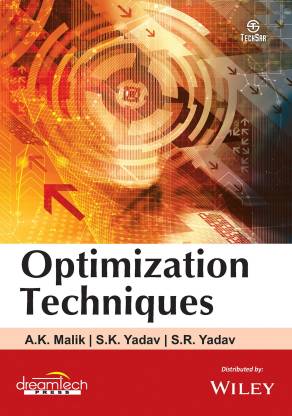 TECHSAR
Optimization
Techniques
A.K. Malik | S.K. Yadav | S.R. Yadav
Distributed by:
dreamtech
PRESS
WILEY